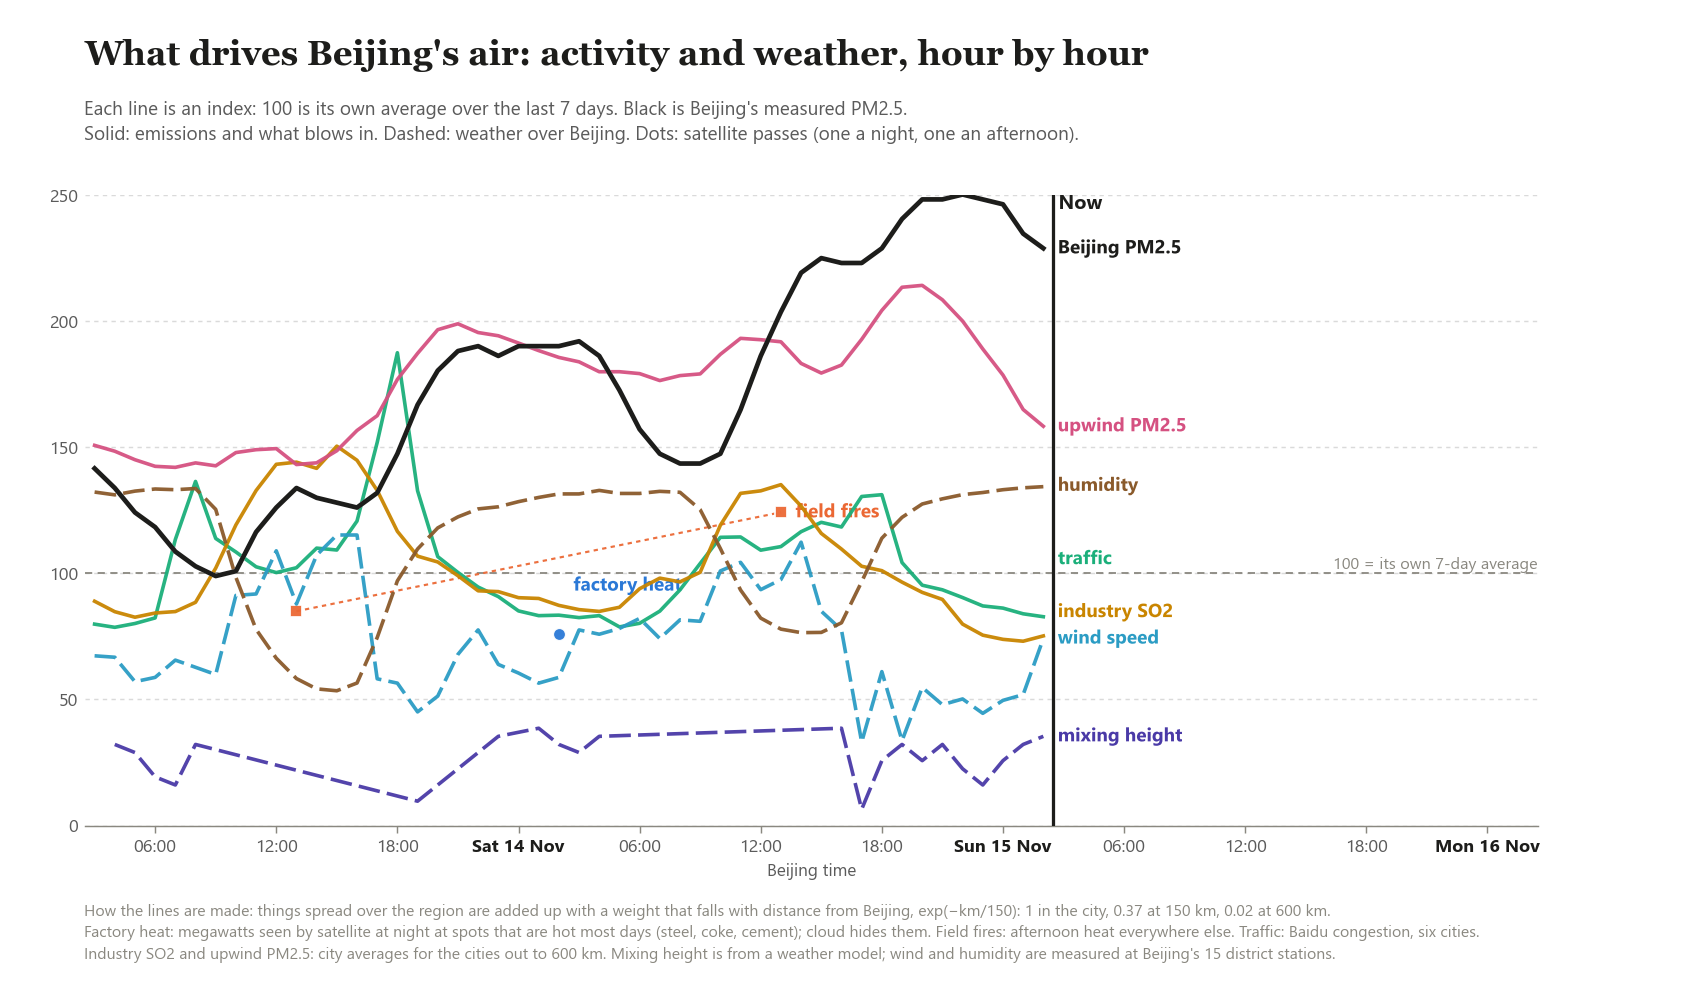 What drives Beijing's air: activity and weather, hour by hour
Each line is an index: 100 is its own average over the last 7 days. Black is Beijing's measured PM2.5.
Solid: emissions and what blows in. Dashed: weather over Beijing. Dots: satellite passes (one a night, one an afternoon).
250
Now
Beijing PM2.5
200
150
upwind PM2.5
humidity
field fires
traffic
100 = its own 7-day average
100
factory heat
industry SO2
wind speed
50
mixing height
0
06:00 12:00 18:00 Sat 14 Nov 06:00 12:00 18:00 Sun 15 Nov 06:00 12:00 18:00 Mon 16 Nov
Beijing time
How the lines are made: things spread over the region are added up with a weight that falls with distance from Beijing, exp(−km/150): 1 in the city, 0.37 at 150 km, 0.02 at 600 km.
Factory heat: megawatts seen by satellite at night at spots that are hot most days (steel, coke, cement); cloud hides them. Field fires: afternoon heat everywhere else. Traffic: Baidu congestion, six cities.
Industry SO2 and upwind PM2.5: city averages for the cities out to 600 km. Mixing height is from a weather model; wind and humidity are measured at Beijing's 15 district stations.